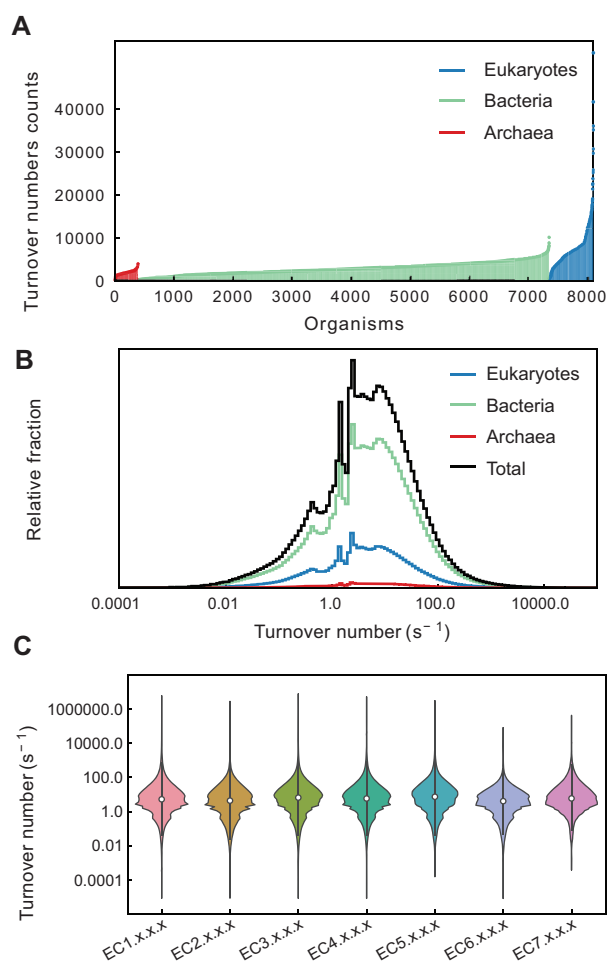 A
Turnover numbers counts
40000
30000
20000
10000
0
Eukaryotes
Bacteria
Archaea
0 1000 2000 3000 4000 5000 6000 7000 8000
Organisms
B
Relative fraction
Eukaryotes
Bacteria
Archaea
Total
0.0001 0.01 1.0 100.0 10000.0
Turnover number (s⁻¹)
C
Turnover number (s⁻¹)
1000000.0
10000.0
100.0
1.0
0.01
0.0001
EC1.x.x.x EC2.x.x.x EC3.x.x.x EC4.x.x.x EC5.x.x.x EC6.x.x.x EC7.x.x.x